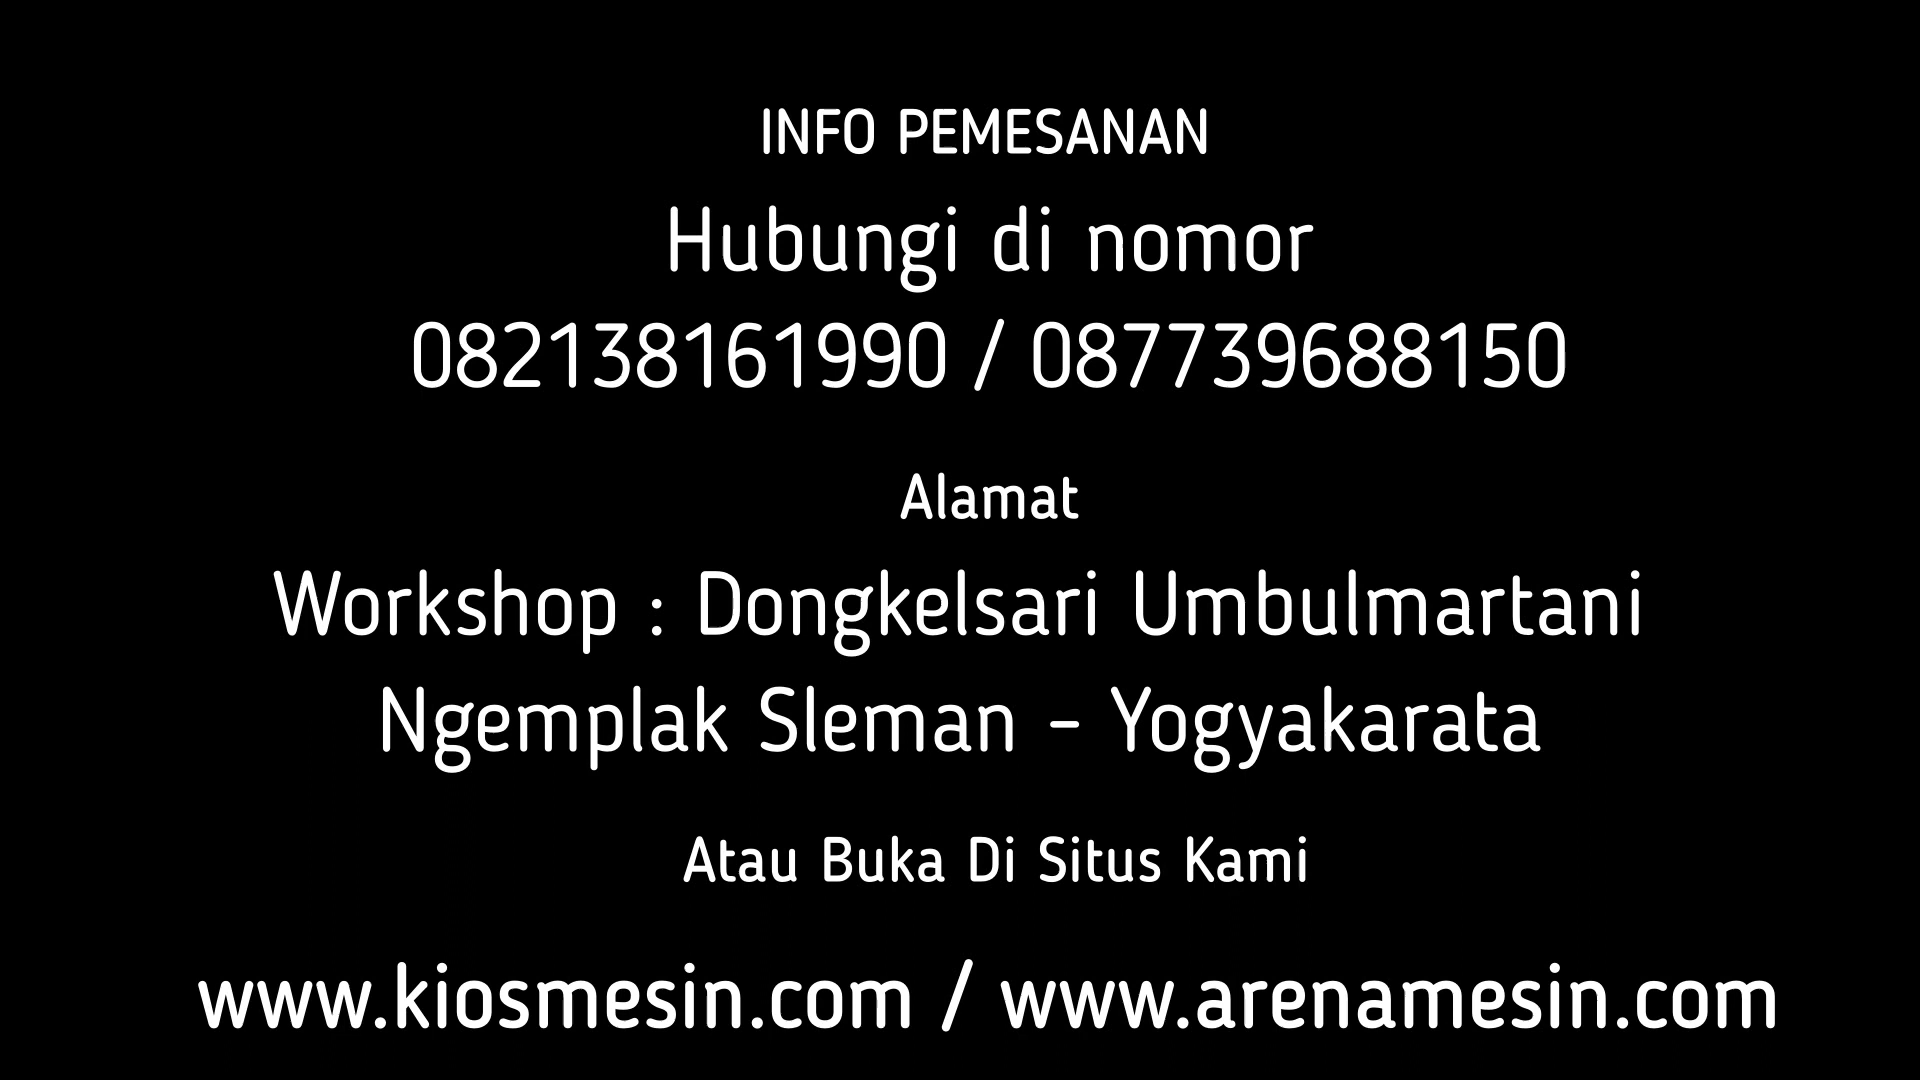 INFO PEMESANAN
Hubungi di nomor
082138161990 / 087739688150
Alamat
Workshop : Dongkelsari Umbulmartani
Ngemplak Sleman - Yogyakarata
Atau Buka Di Situs Kami
www.kiosmesin.com / www.arenamesin.com